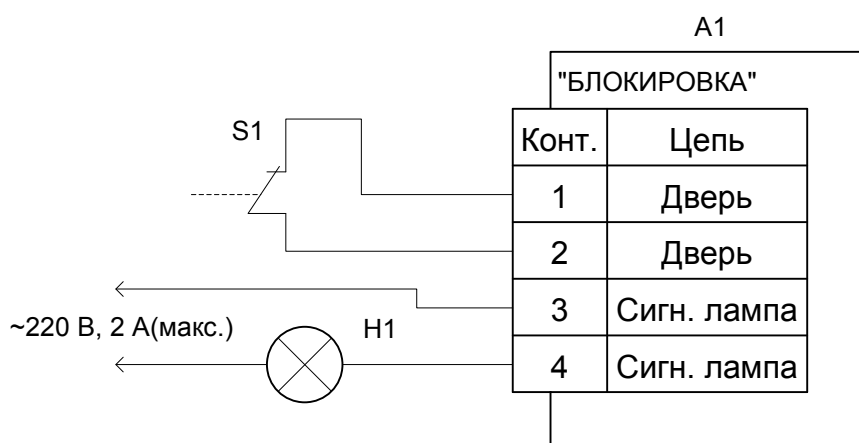 A1
"БЛОКИРОВКА"
S1
Конт. Цепь
1 Дверь
2 Дверь
3 Сигн. лампа
~220 В, 2 А(макс.)
H1
4 Сигн. лампа